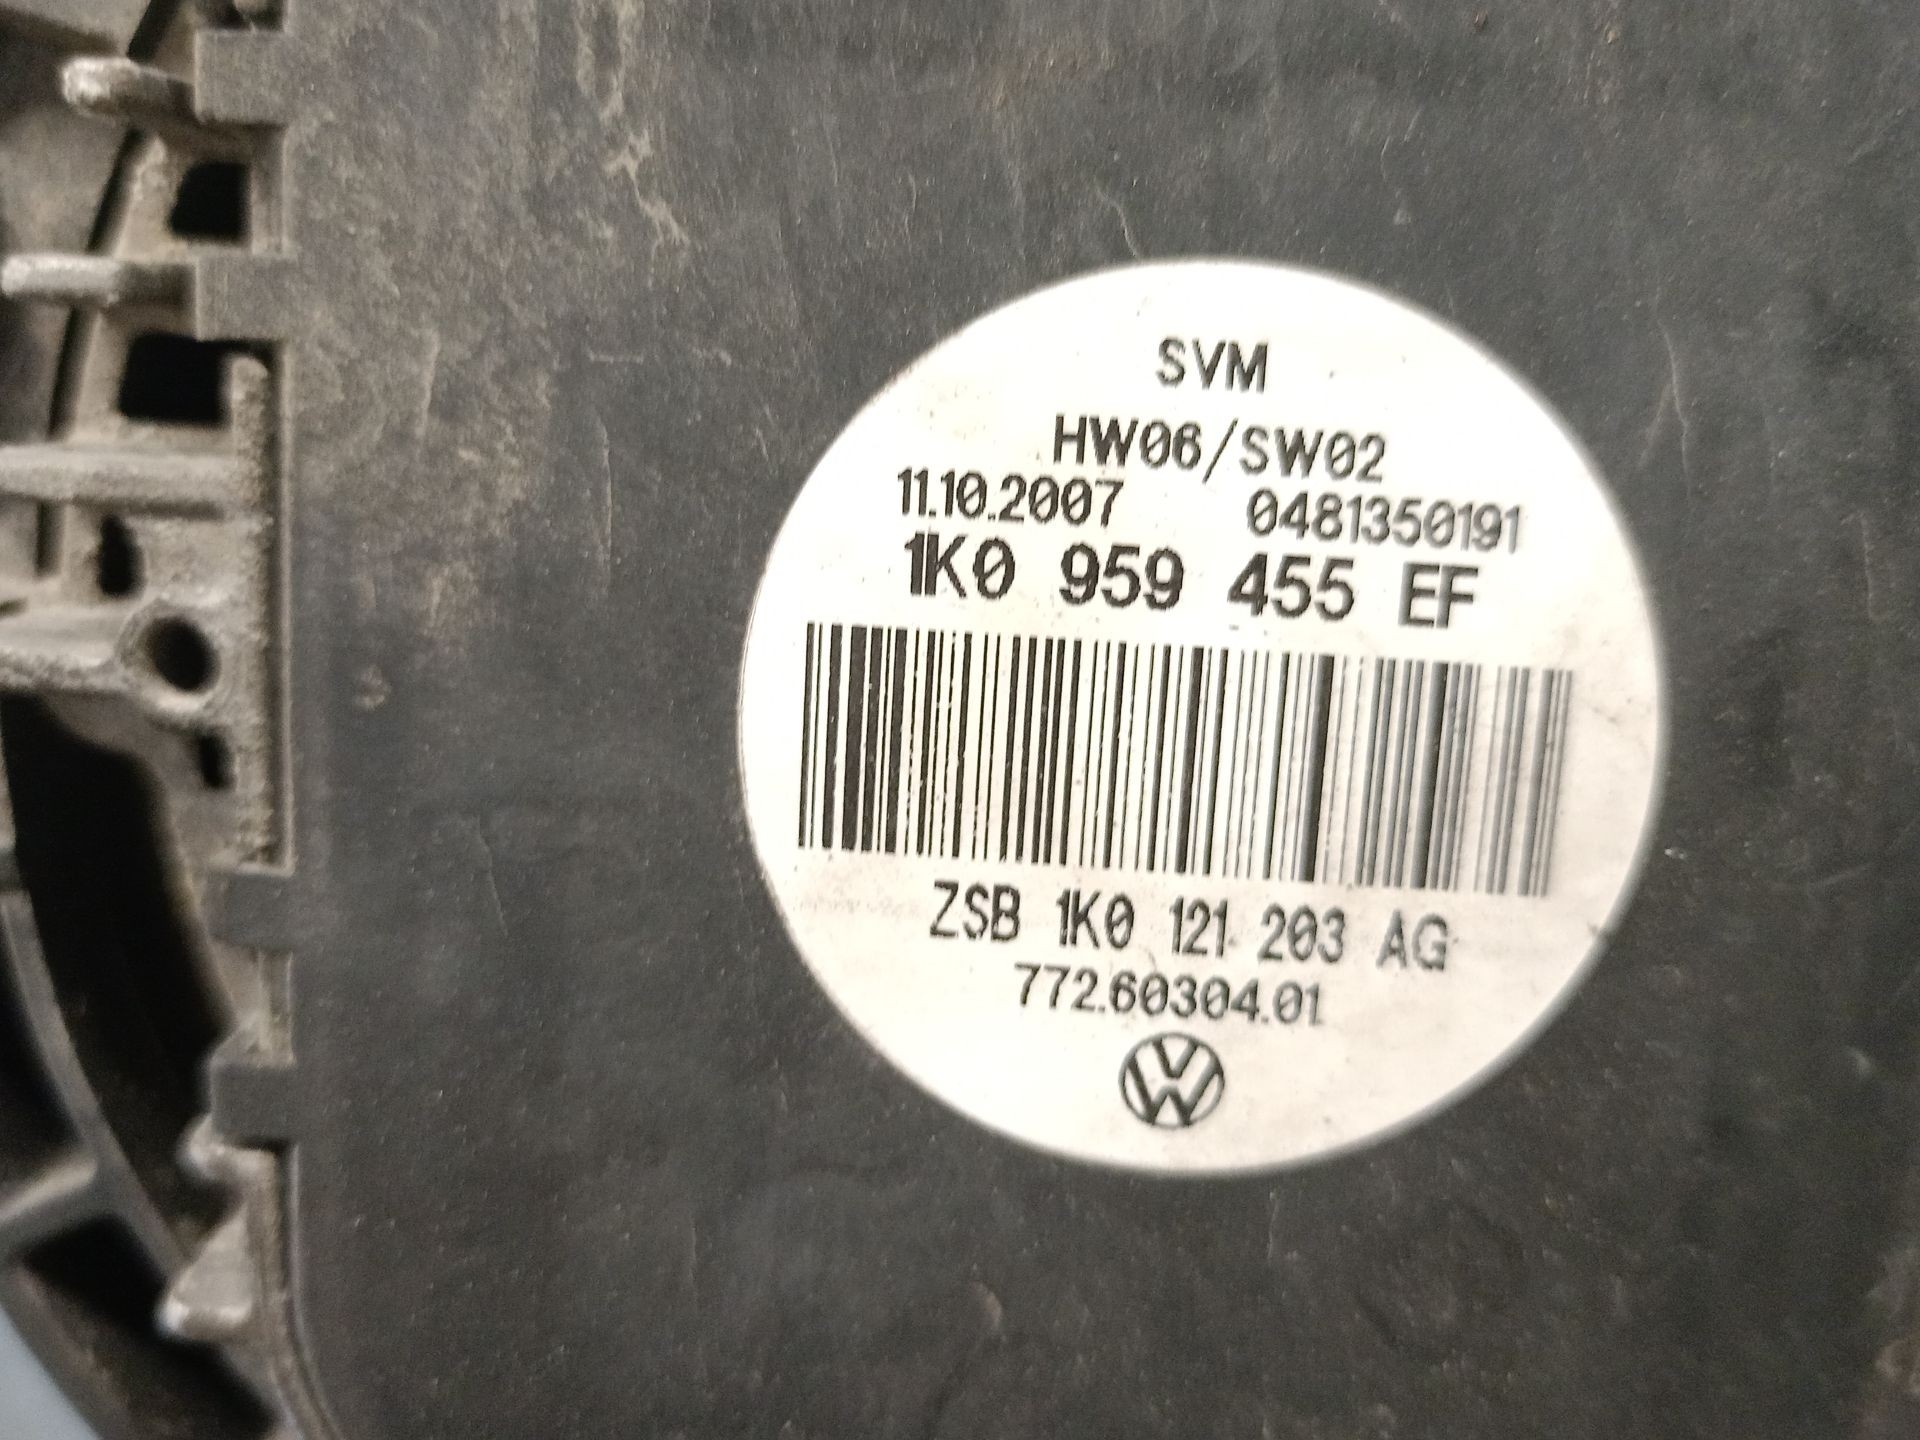 SVM
HW06/SW02
11.10.2007 0481350191
1K0 959 455 EF
ZSB 1K0 121 203 AG
772.60304.01